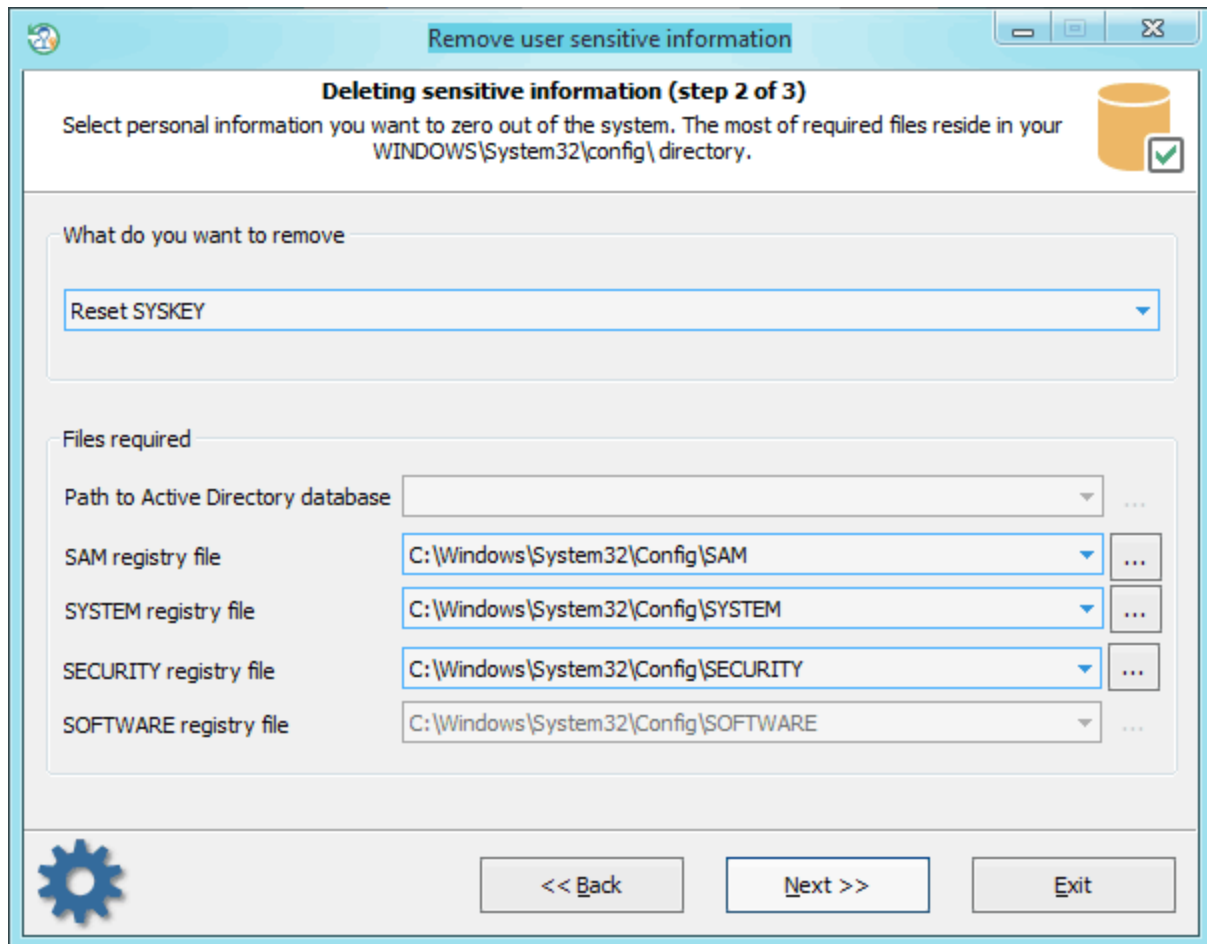 Remove user sensitive information
Deleting sensitive information (step 2 of 3)
Select personal information you want to zero out of the system. The most of required files reside in your
WINDOWS\System32\config\ directory.
What do you want to remove
Reset SYSKEY
Files required
Path to Active Directory database
...
SAM registry file
C:\Windows\System32\Config\SAM
...
SYSTEM registry file
C:\Windows\System32\Config\SYSTEM
...
SECURITY registry file
C:\Windows\System32\Config\SECURITY
...
SOFTWARE registry file
C:\Windows\System32\Config\SOFTWARE
...
<< Back
Next >>
Exit